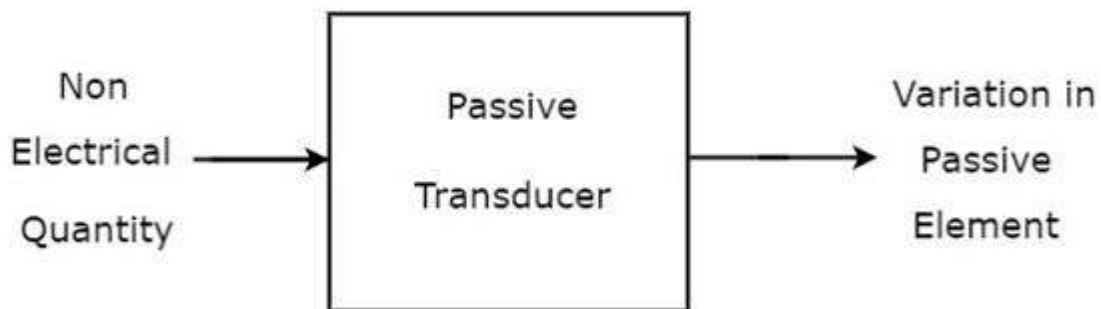 Non
Electrical
Quantity
Passive
Transducer
Variation in
Passive
Element